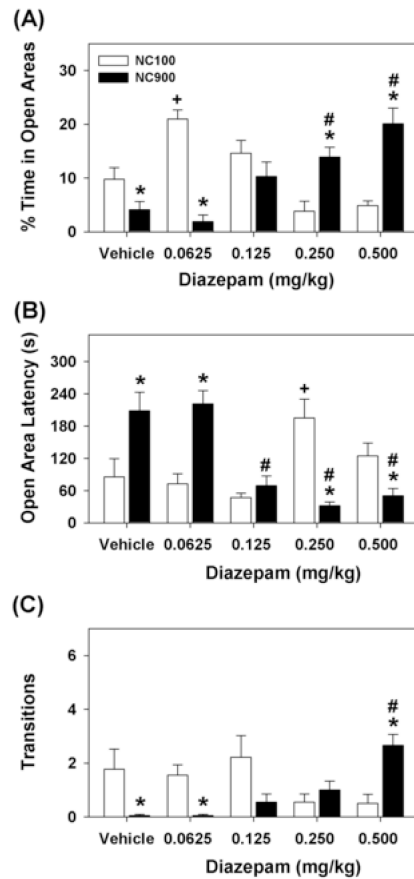 (A)
% Time in Open Areas
30
20
10
0
NC100
NC900
+
*
*
#
*
#
*
Vehicle 0.0625 0.125 0.250 0.500
Diazepam (mg/kg)
(B)
Open Area Latency (s)
300
240
180
120
60
0
*
*
#
+
#
*
#
*
Vehicle 0.0625 0.125 0.250 0.500
Diazepam (mg/kg)
(C)
Transitions
6
4
2
0
*
*
#
*
Vehicle 0.0625 0.125 0.250 0.500
Diazepam (mg/kg)